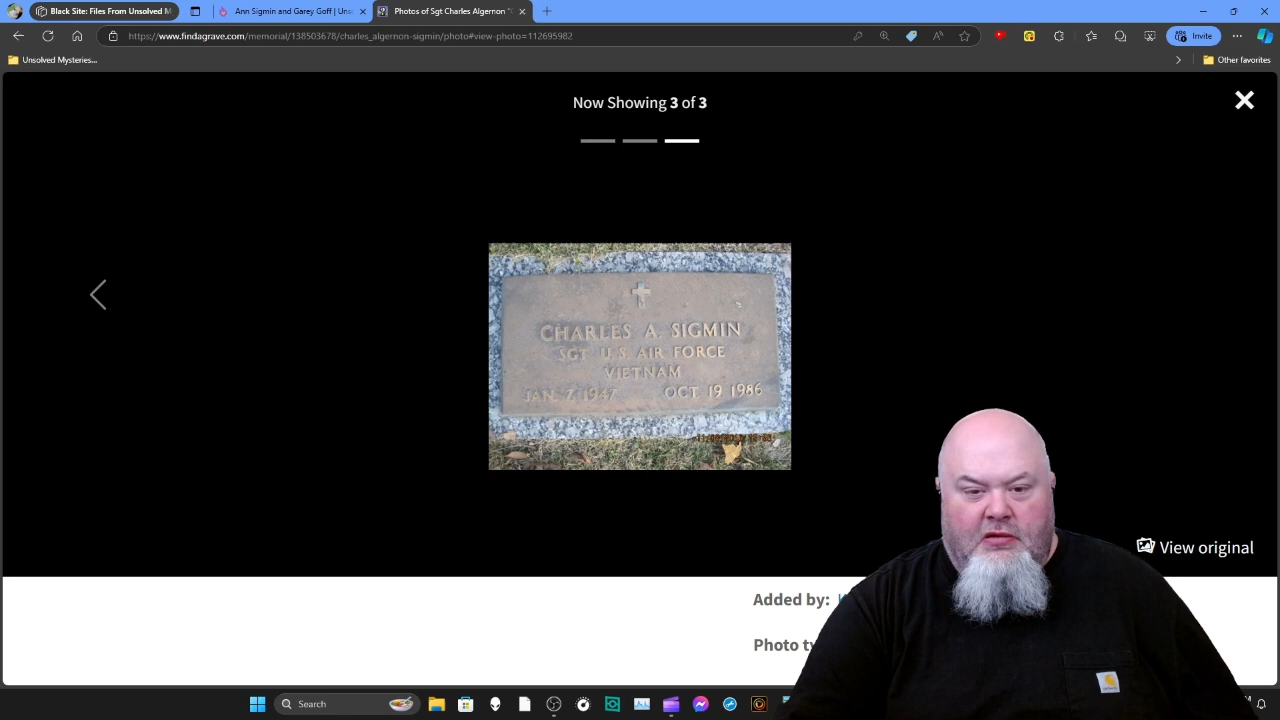 Black Site: Files From Unsolved M
Ann Sigmin and Garey Goff | Uns
Photos of Sgt Charles Algernon "
https://www.findagrave.com/memorial/138503678/charles_algernon-sigmin/photo#view-photo=112695982
Invite
Unsolved Mysteries...
Other favorites
Now Showing 3 of 3
CHARLES A. SIGMIN
SGT U.S. AIR FORCE
VIETNAM
JAN. 7 1947 OCT. 19 1986
View original
Added by:
Photo ty
Search